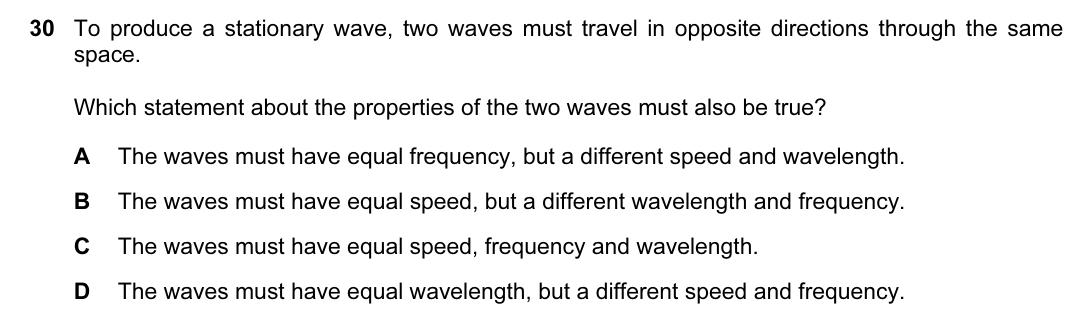 30 To produce a stationary wave, two waves must travel in opposite directions through the same
space.
Which statement about the properties of the two waves must also be true?
A The waves must have equal frequency, but a different speed and wavelength.
B The waves must have equal speed, but a different wavelength and frequency.
C The waves must have equal speed, frequency and wavelength.
D The waves must have equal wavelength, but a different speed and frequency.